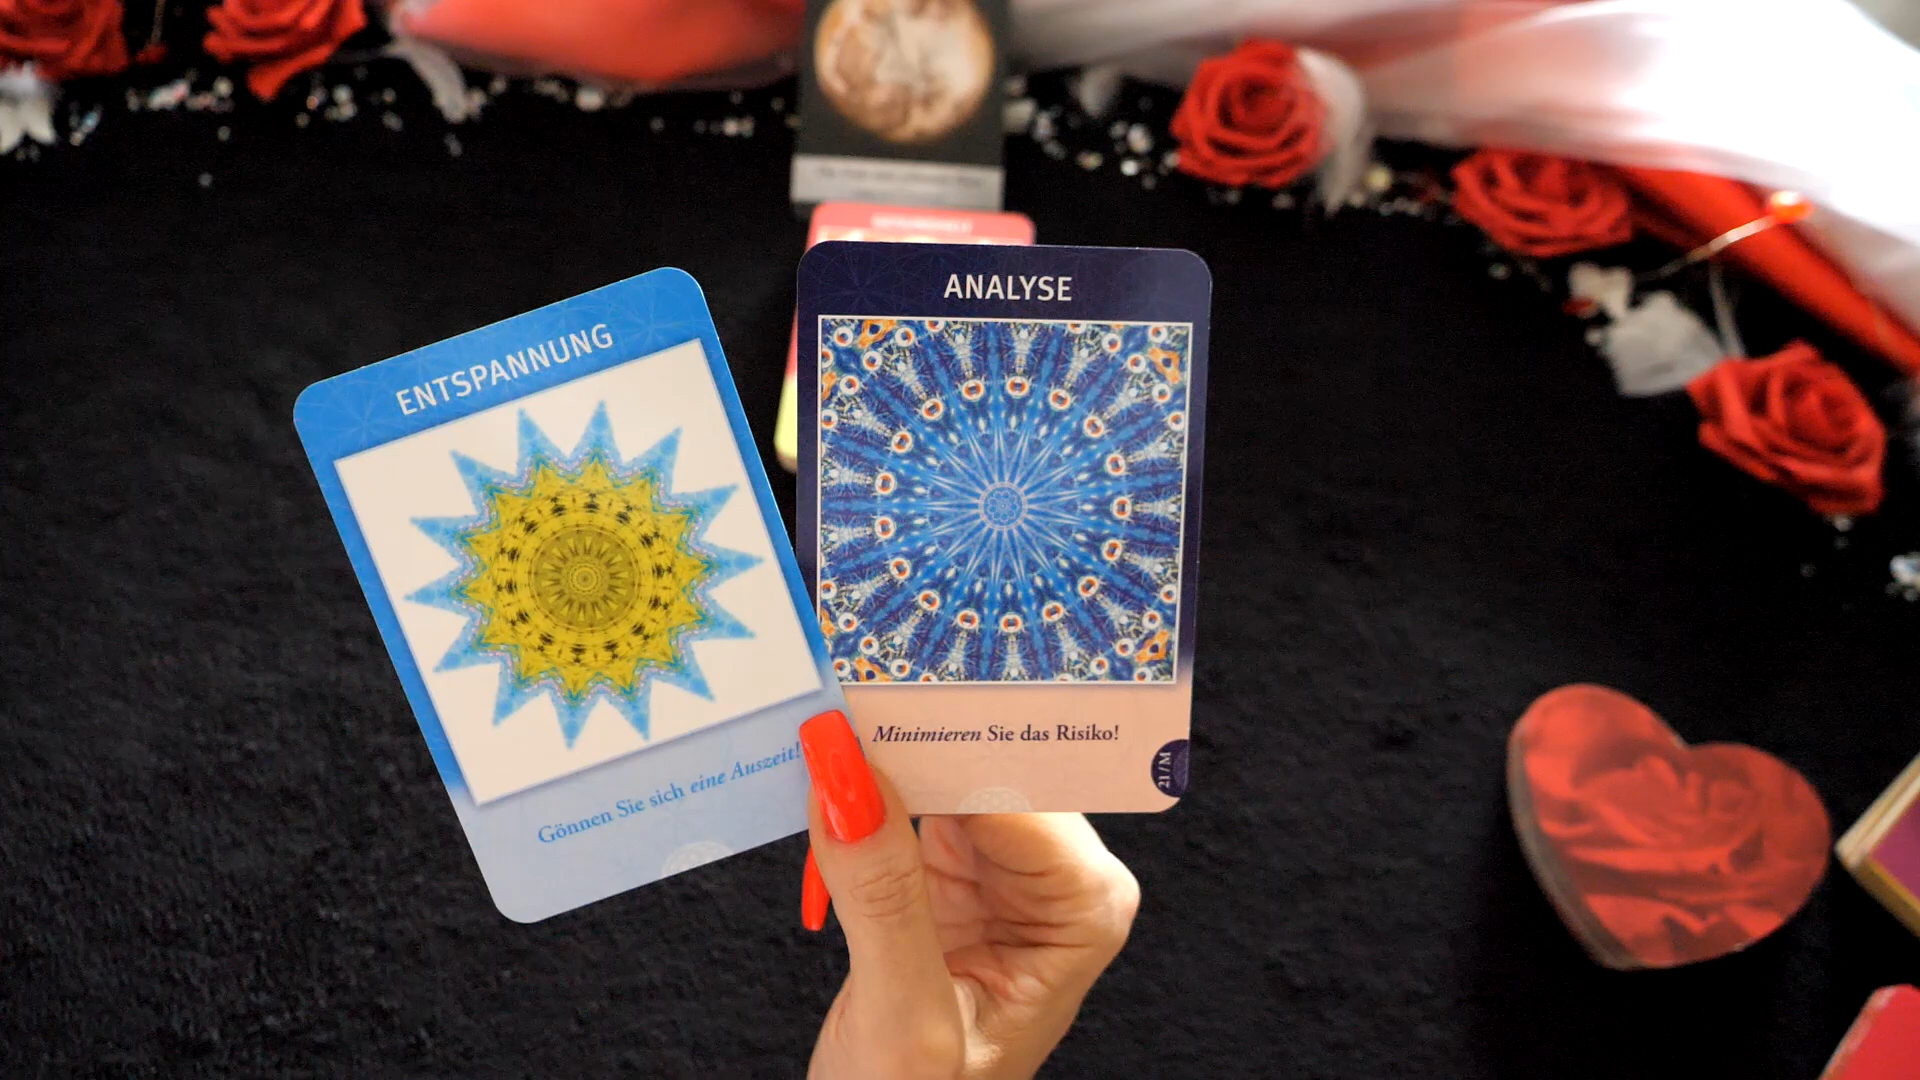 ENTSPANNUNG
Gönnen Sie sich eine Auszeit!
ANALYSE
Minimieren Sie das Risiko!
21/M